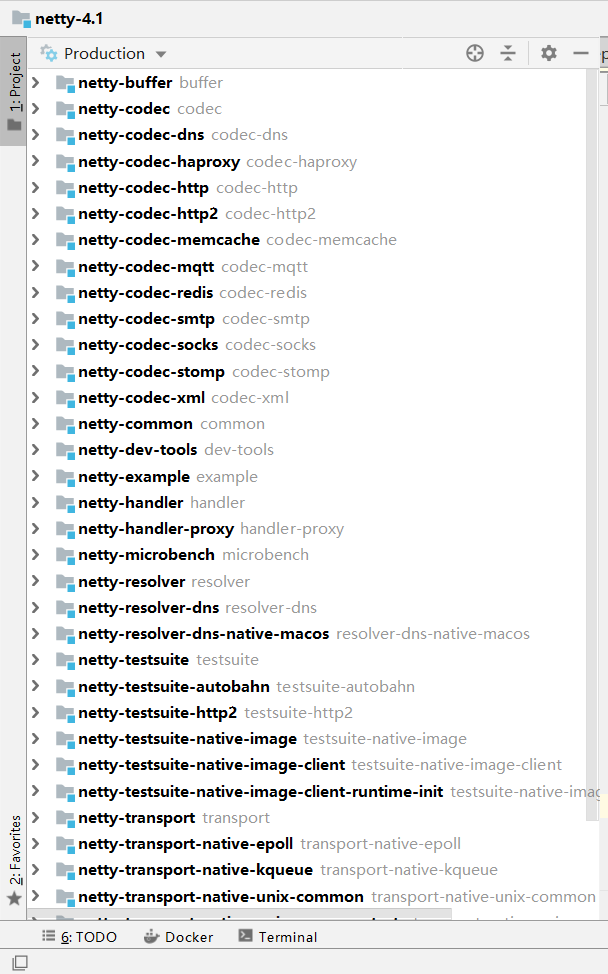 netty-4.1
1: Project
Production
netty-buffer buffer
netty-codec codec
netty-codec-dns codec-dns
netty-codec-haproxy codec-haproxy
netty-codec-http codec-http
netty-codec-http2 codec-http2
netty-codec-memcache codec-memcache
netty-codec-mqtt codec-mqtt
netty-codec-redis codec-redis
netty-codec-smtp codec-smtp
netty-codec-socks codec-socks
netty-codec-stomp codec-stomp
netty-codec-xml codec-xml
netty-common common
netty-dev-tools dev-tools
netty-example example
netty-handler handler
netty-handler-proxy handler-proxy
netty-microbench microbench
netty-resolver resolver
netty-resolver-dns resolver-dns
netty-resolver-dns-native-macos resolver-dns-native-macos
netty-testsuite testsuite
netty-testsuite-autobahn testsuite-autobahn
netty-testsuite-http2 testsuite-http2
netty-testsuite-native-image testsuite-native-image
netty-testsuite-native-image-client testsuite-native-image-client
netty-testsuite-native-image-client-runtime-init testsuite-native-imag
netty-transport transport
netty-transport-native-epoll transport-native-epoll
netty-transport-native-kqueue transport-native-kqueue
netty-transport-native-unix-common transport-native-unix-common
2: Favorites
6: TODO
Docker
Terminal